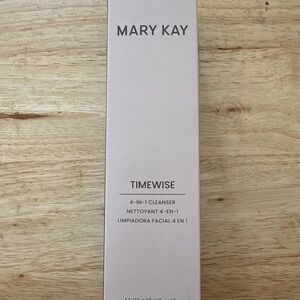 MARY KAY
TIMEWISE
4-IN-1 CLEANSER
NETTOYANT 4-EN-1
LIMPIADORA FACIAL 4 EN 1